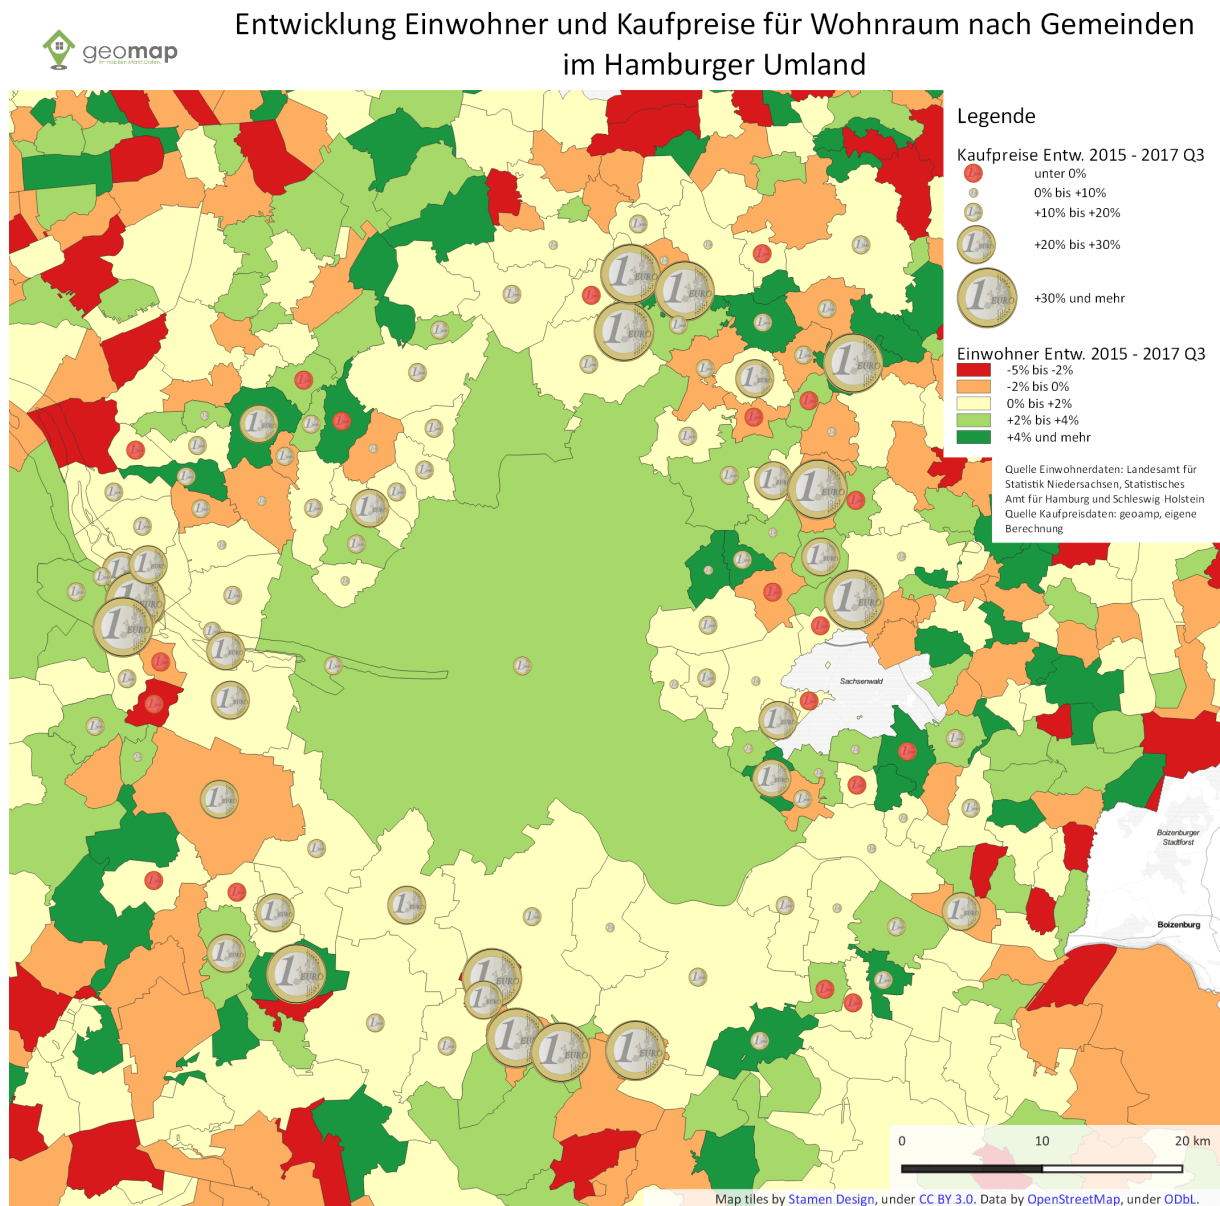 Entwicklung Einwohner und Kaufpreise für Wohnraum nach Gemeinden
im Hamburger Umland
geomap
Legende
Kaufpreise Entw. 2015 - 2017 Q3
unter 0%
0% bis +10%
+10% bis +20%
+20% bis +30%
+30% und mehr
Einwohner Entw. 2015 - 2017 Q3
-5% bis -2%
-2% bis 0%
0% bis +2%
+2% bis +4%
+4% und mehr
Quelle Einwohnerdaten: Landesamt für
Statistik Niedersachsen, Statistisches
Amt für Hamburg und Schleswig-Holstein
Quelle Kaufpreisdaten: geoamp, eigene
Berechnung
Sachsenwald
Boizenburger
Stadtforst
Boizenburg
0 10 20 km
Map tiles by Stamen Design, under CC BY 3.0. Data by OpenStreetMap, under ODbL.